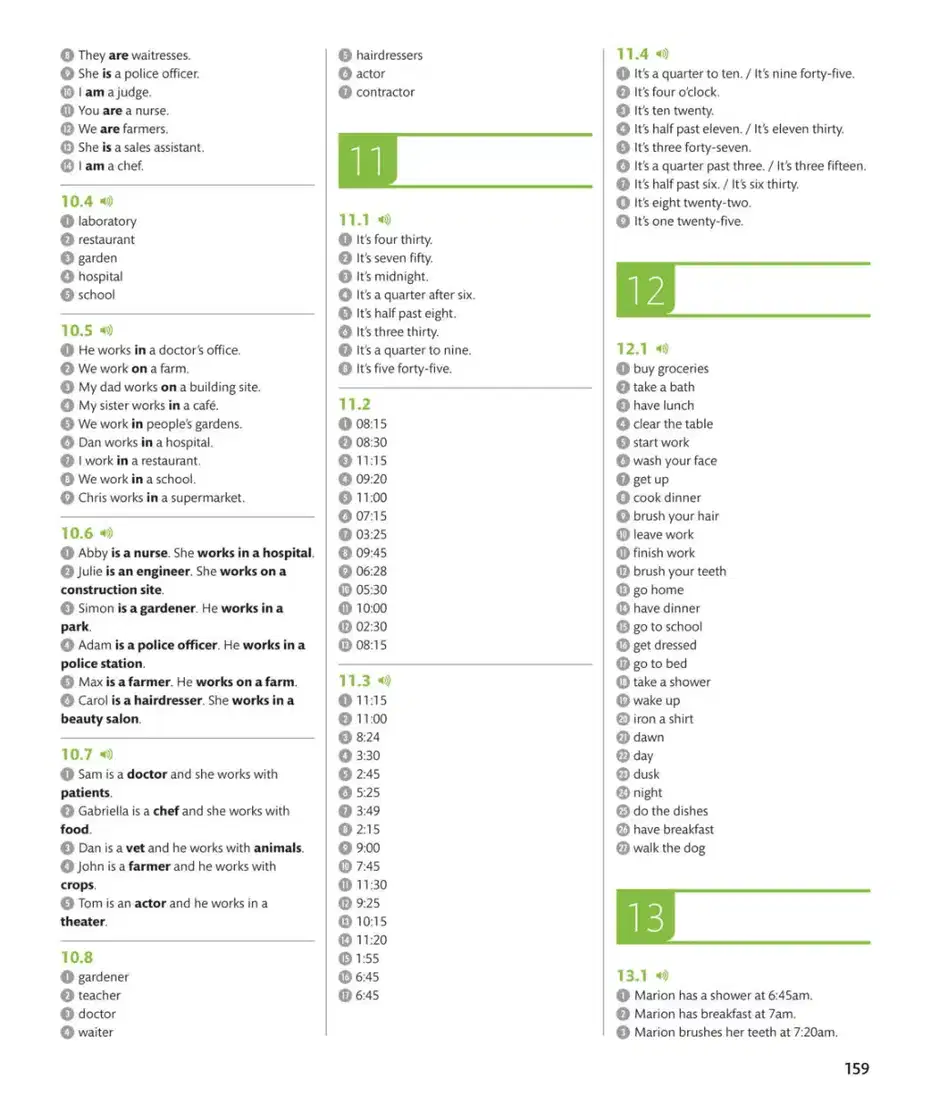 8 They are waitresses.
9 She is a police officer.
10 I am a judge.
11 You are a nurse.
12 We are farmers.
13 She is a sales assistant.
14 I am a chef.
10.4
1 laboratory
2 restaurant
3 garden
4 hospital
5 school
10.5
1 He works in a doctor's office.
2 We work on a farm.
3 My dad works on a building site.
4 My sister works in a café.
5 We work in people's gardens.
6 Dan works in a hospital.
7 I work in a restaurant.
8 We work in a school.
9 Chris works in a supermarket.
10.6
1 Abby is a nurse. She works in a hospital.
2 Julie is an engineer. She works on a
construction site.
3 Simon is a gardener. He works in a
park.
4 Adam is a police officer. He works in a
police station.
5 Max is a farmer. He works on a farm.
6 Carol is a hairdresser. She works in a
beauty salon.
10.7
1 Sam is a doctor and she works with
patients.
2 Gabriella is a chef and she works with
food.
3 Dan is a vet and he works with animals.
4 John is a farmer and he works with
crops.
5 Tom is an actor and he works in a
theater.
10.8
1 gardener
2 teacher
3 doctor
4 waiter
5 hairdressers
6 actor
7 contractor
11
11.1
1 It's four thirty.
2 It's seven fifty.
3 It's midnight.
4 It's a quarter after six.
5 It's half past eight.
6 It's three thirty.
7 It's a quarter to nine.
8 It's five forty-five.
11.2
1 08:15
2 08:30
3 11:15
4 09:20
5 11:00
6 07:15
7 03:25
8 09:45
9 06:28
10 05:30
11 10:00
12 02:30
13 08:15
11.3
1 11:15
2 11:00
3 8:24
4 3:30
5 2:45
6 5:25
7 3:49
8 2:15
9 9:00
10 7:45
11 11:30
12 9:25
13 10:15
14 11:20
15 1:55
16 6:45
17 6:45
11.4
1 It's a quarter to ten. / It's nine forty-five.
2 It's four o'clock.
3 It's ten twenty.
4 It's half past eleven. / It's eleven thirty.
5 It's three forty-seven.
6 It's a quarter past three. / It's three fifteen.
7 It's half past six. / It's six thirty.
8 It's eight twenty-two.
9 It's one twenty-five.
12
12.1
1 buy groceries
2 take a bath
3 have lunch
4 clear the table
5 start work
6 wash your face
7 get up
8 cook dinner
9 brush your hair
10 leave work
11 finish work
12 brush your teeth
13 go home
14 have dinner
15 go to school
16 get dressed
17 go to bed
18 take a shower
19 wake up
20 iron a shirt
21 dawn
22 day
23 dusk
24 night
25 do the dishes
26 have breakfast
27 walk the dog
13
13.1
1 Marion has a shower at 6:45am.
2 Marion has breakfast at 7am.
3 Marion brushes her teeth at 7:20am.
159